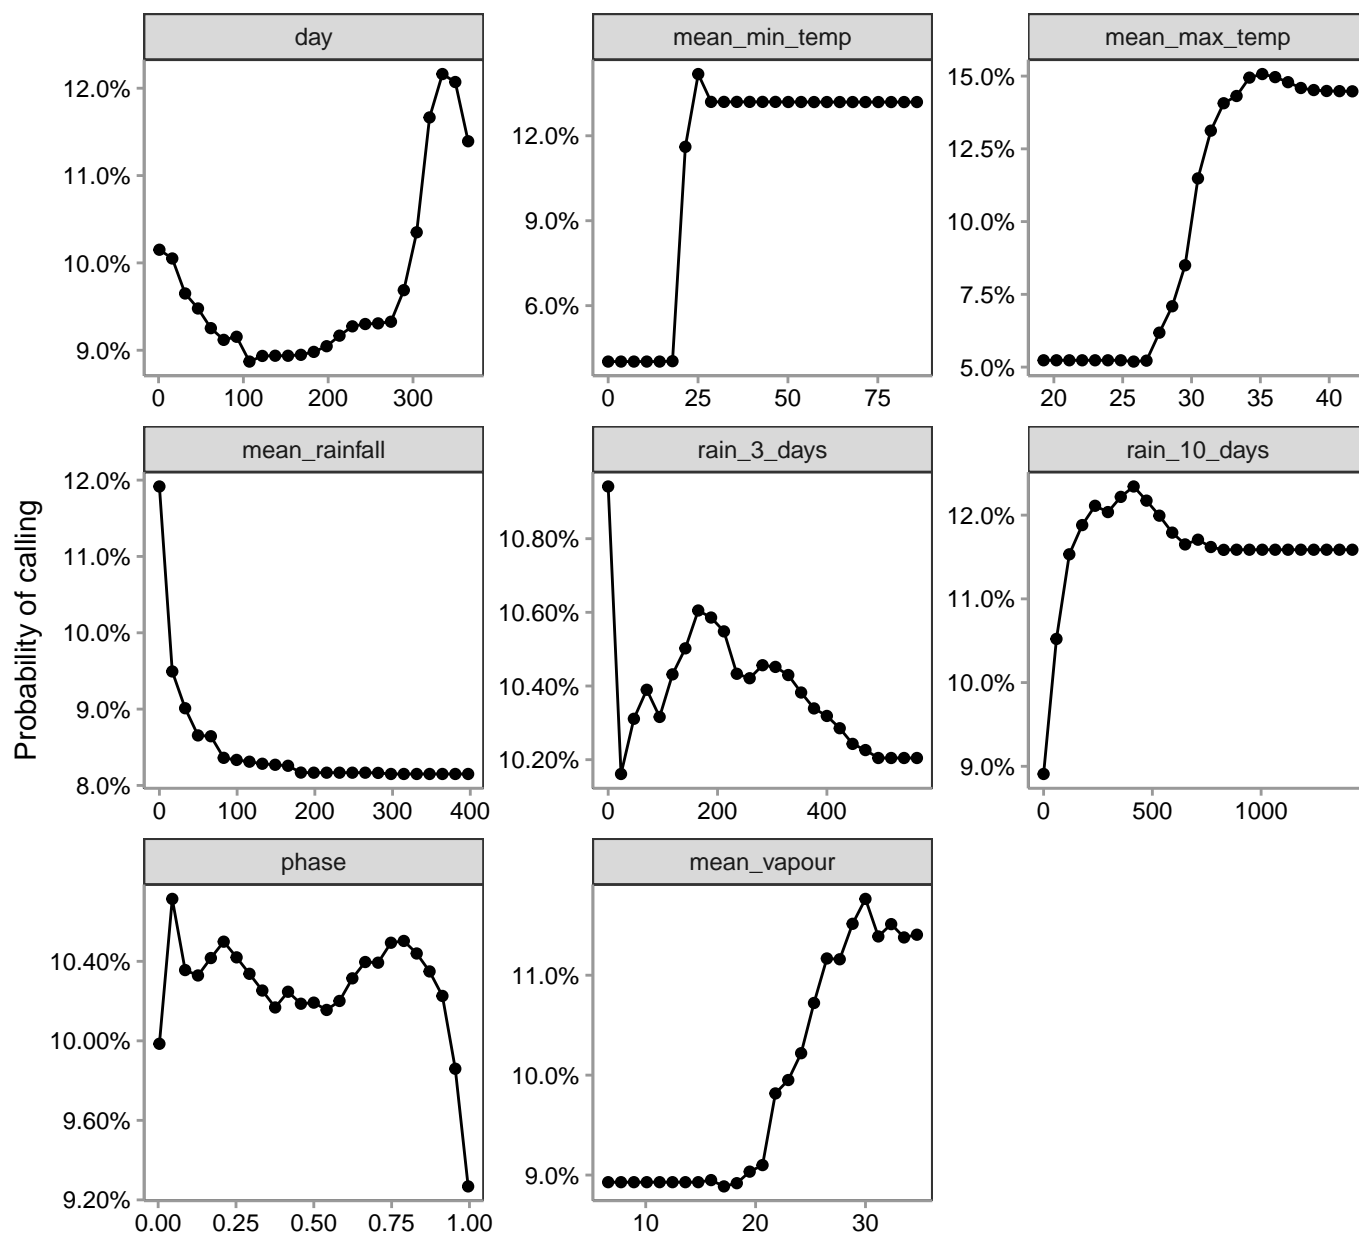 day
12.0%
11.0%
10.0%
9.0%
0 100 200 300
mean_min_temp
12.0%
9.0%
6.0%
0 25 50 75
mean_max_temp
15.0%
12.5%
10.0%
7.5%
5.0%
20 25 30 35 40
Probability of calling
mean_rainfall
12.0%
11.0%
10.0%
9.0%
8.0%
0 100 200 300 400
rain_3_days
10.80%
10.60%
10.40%
10.20%
0 200 400
rain_10_days
12.0%
11.0%
10.0%
9.0%
0 500 1000
phase
10.40%
10.00%
9.60%
9.20%
0.00 0.25 0.50 0.75 1.00
mean_vapour
11.0%
10.0%
9.0%
10 20 30